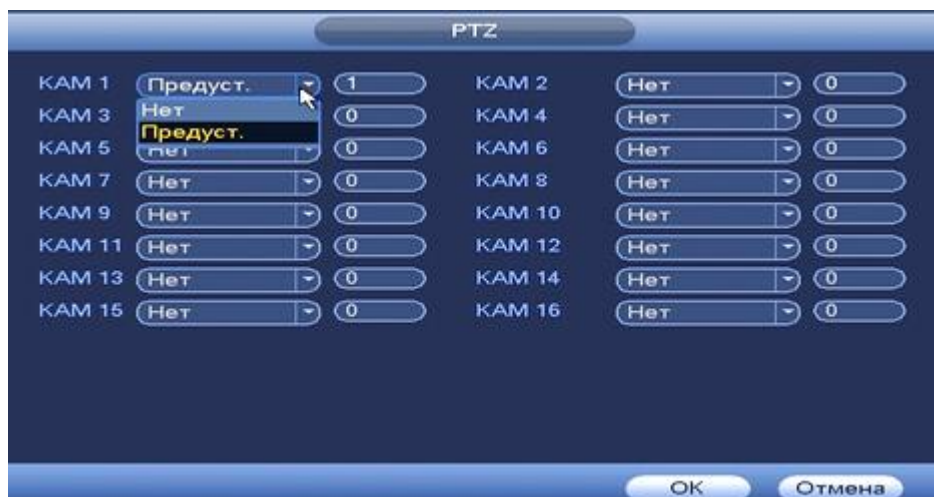 PTZ
КАМ 1 Предуст. 1 КАМ 2 Нет 0
КАМ 3 Нет 0 КАМ 4 Нет 0
Предуст.
КАМ 5 Нет 0 КАМ 6 Нет 0
КАМ 7 Нет 0 КАМ 8 Нет 0
КАМ 9 Нет 0 КАМ 10 Нет 0
КАМ 11 Нет 0 КАМ 12 Нет 0
КАМ 13 Нет 0 КАМ 14 Нет 0
КАМ 15 Нет 0 КАМ 16 Нет 0
ОК Отмена